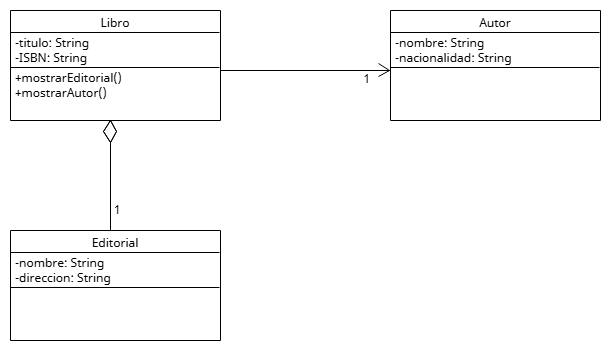 Libro
-titulo: String
-ISBN: String
+mostrarEditorial()
+mostrarAutor()
Autor
-nombre: String
-nacionalidad: String
1
1
Editorial
-nombre: String
-direccion: String